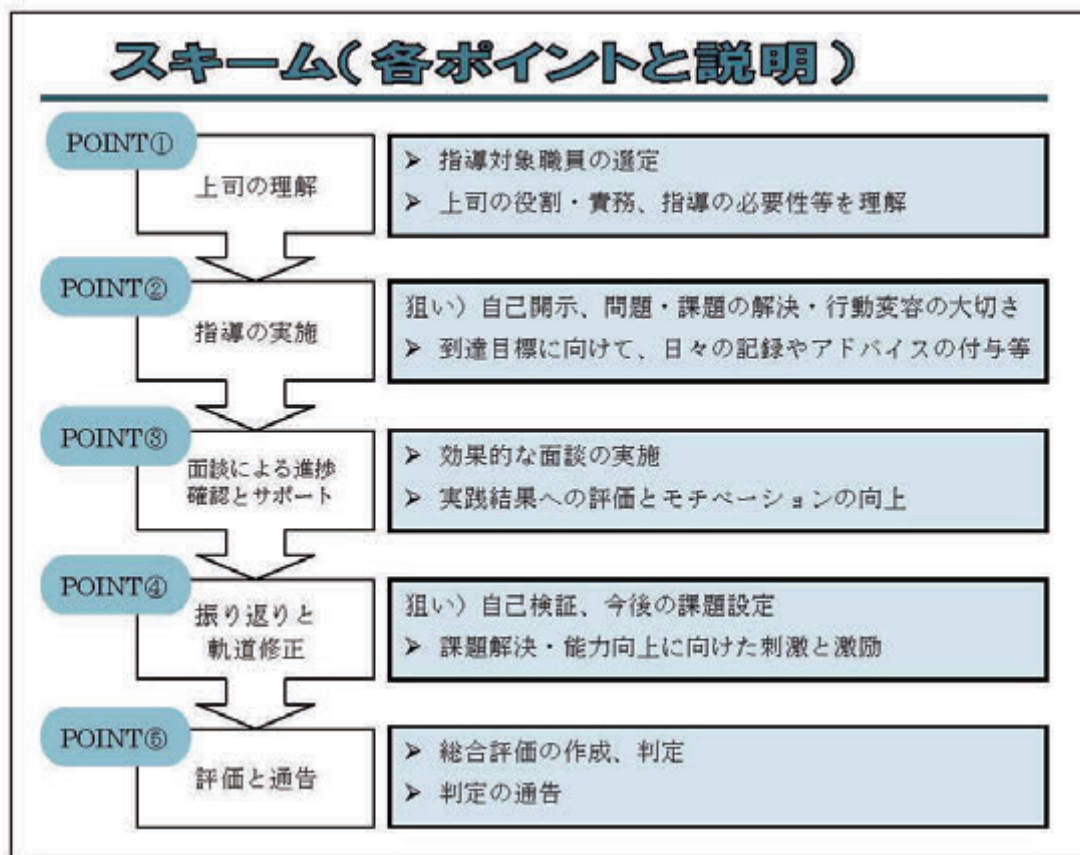 スキーム（各ポイントと説明）
POINT①
上司の理解
➤ 指導対象職員の選定
➤ 上司の役割・責務、指導の必要性等を理解
POINT②
指導の実施
狙い）自己開示、問題・課題の解決・行動変容の大切さ
➤ 到達目標に向けて、日々の記録やアドバイスの付与等
POINT③
面談による進捗
確認とサポート
➤ 効果的な面談の実施
➤ 実践結果への評価とモチベーションの向上
POINT④
振り返りと
軌道修正
狙い）自己検証、今後の課題設定
➤ 課題解決・能力向上に向けた刺激と激励
POINT⑤
評価と通告
➤ 総合評価の作成、判定
➤ 判定の通告